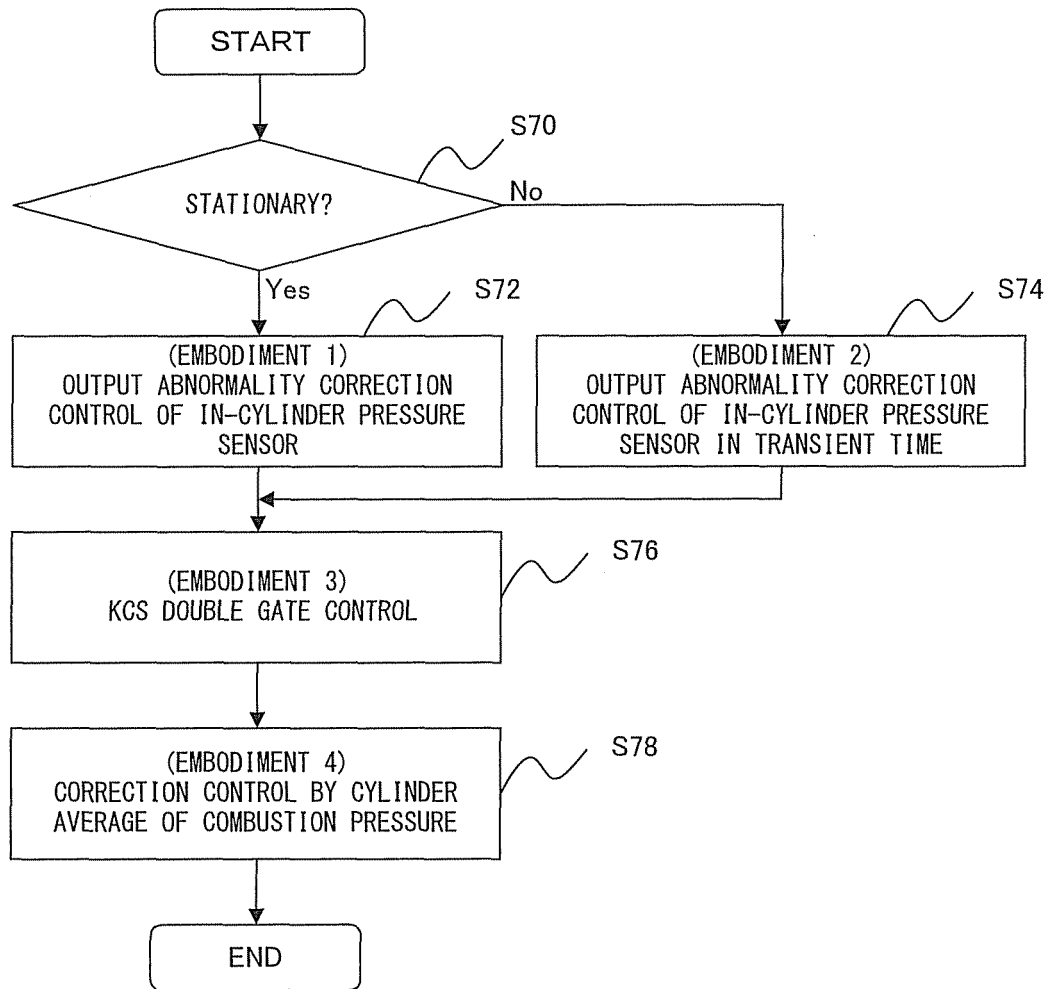 START
S70
STATIONARY?
No
Yes
S72
S74
(EMBODIMENT 1)
OUTPUT ABNORMALITY CORRECTION
CONTROL OF IN-CYLINDER PRESSURE
SENSOR
(EMBODIMENT 2)
OUTPUT ABNORMALITY CORRECTION
CONTROL OF IN-CYLINDER PRESSURE
SENSOR IN TRANSIENT TIME
S76
(EMBODIMENT 3)
KCS DOUBLE GATE CONTROL
S78
(EMBODIMENT 4)
CORRECTION CONTROL BY CYLINDER
AVERAGE OF COMBUSTION PRESSURE
END